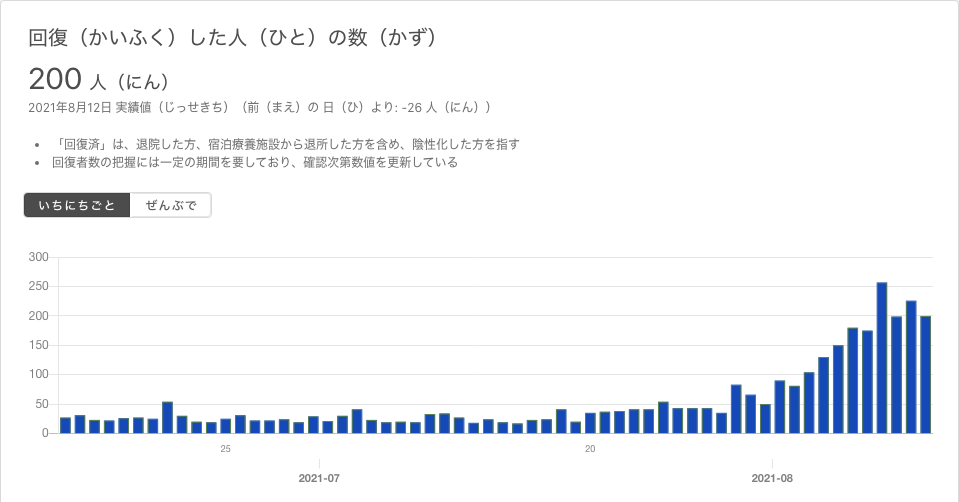 回復（かいふく）した人（ひと）の数（かず）
200 人（にん）
2021年8月12日 実績値（じっせきち）（前（まえ）の 日（ひ）より: -26 人（にん））
「回復済」は、退院した方、宿泊療養施設から退所した方を含め、陰性化した方を指す
回復者数の把握には一定の期間を要しており、確認次第数値を更新している
いちにちごと ぜんぶで
300
250
200
150
100
50
0
25 20
2021-07 2021-08